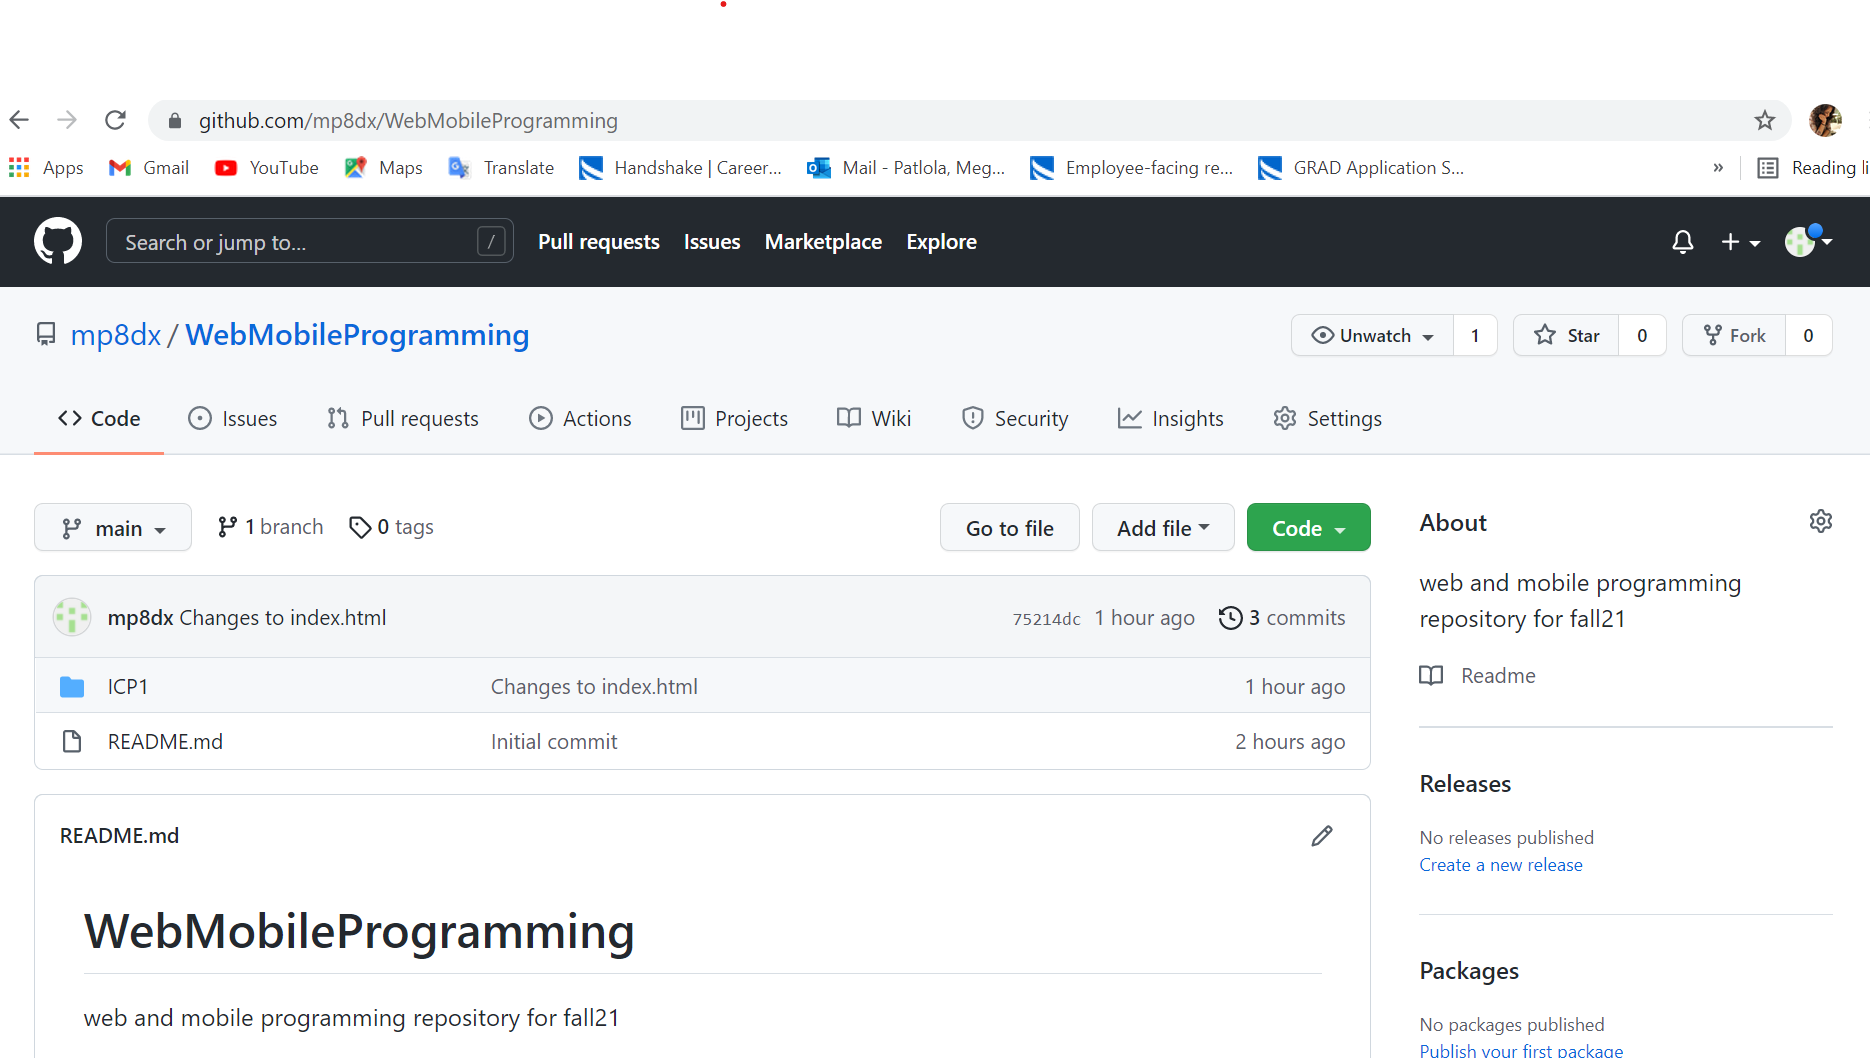 github.com/mp8dx/WebMobileProgramming
Apps Gmail YouTube Maps Translate Handshake | Career... Mail - Patlola, Meg... Employee-facing re... GRAD Application S... » Reading li
Search or jump to... / Pull requests Issues Marketplace Explore
mp8dx / WebMobileProgramming Unwatch 1 Star 0 Fork 0
Code Issues Pull requests Actions Projects Wiki Security Insights Settings
main 1 branch 0 tags Go to file Add file Code
About
web and mobile programming
repository for fall21
Readme
mp8dx Changes to index.html 75214dc 1 hour ago 3 commits
ICP1 Changes to index.html 1 hour ago
README.md Initial commit 2 hours ago
Releases
No releases published
Create a new release
README.md
WebMobileProgramming
web and mobile programming repository for fall21
Packages
No packages published
Publish your first package